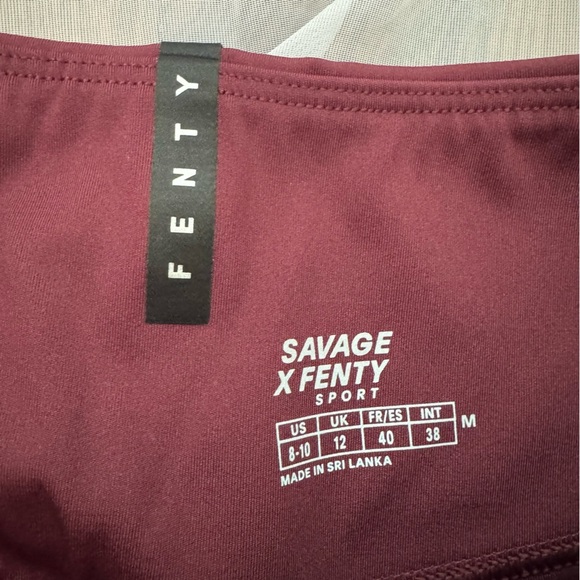 FENTY
SAVAGE
X FENTY
SPORT
US UK FR/ES INT
8-10 12 40 38 M
MADE IN SRI LANKA